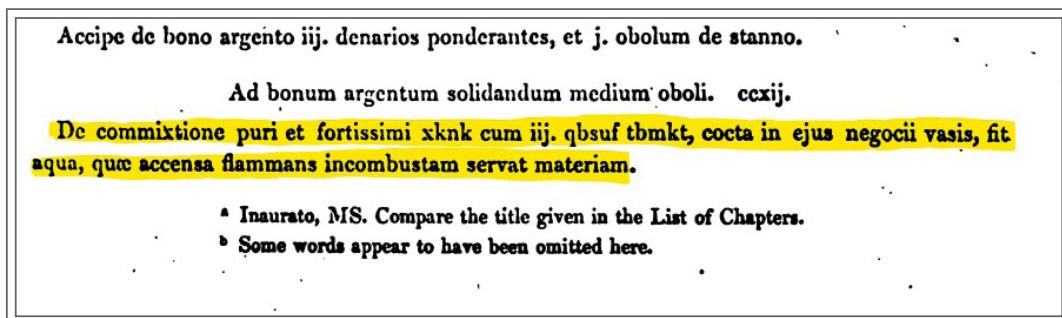 Accipe de bono argento iij. denarios ponderantes, et j. obolum de stanno.
Ad bonum argentum solidandum medium oboli. ccxij.
De commixtione puri et fortissimi xknk cum iij. qbsuf tbmkt, cocta in ejus negocii vasis, fit
aqua, quæ accensa flammans incombustam servat materiam.
a Inaurato, MS. Compare the title given in the List of Chapters.
b Some words appear to have been omitted here.